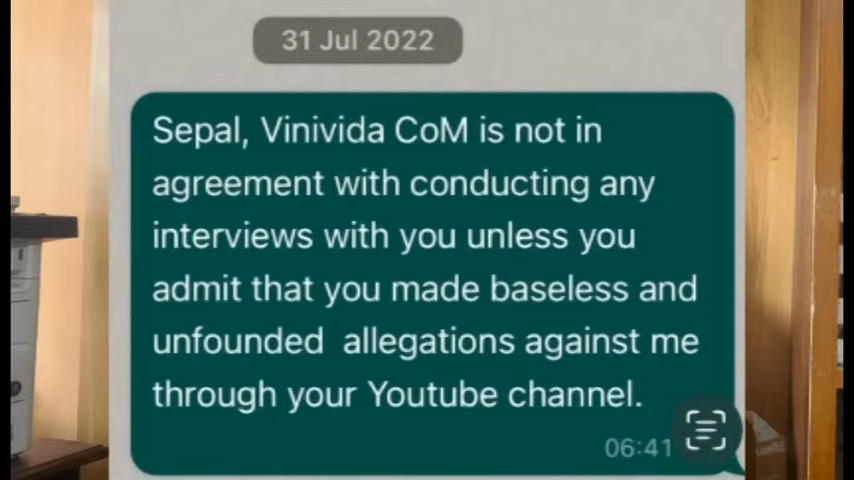 31 Jul 2022
Sepal, Vinivida CoM is not in
agreement with conducting any
interviews with you unless you
admit that you made baseless and
unfounded  allegations against me
through your Youtube channel.
06:41